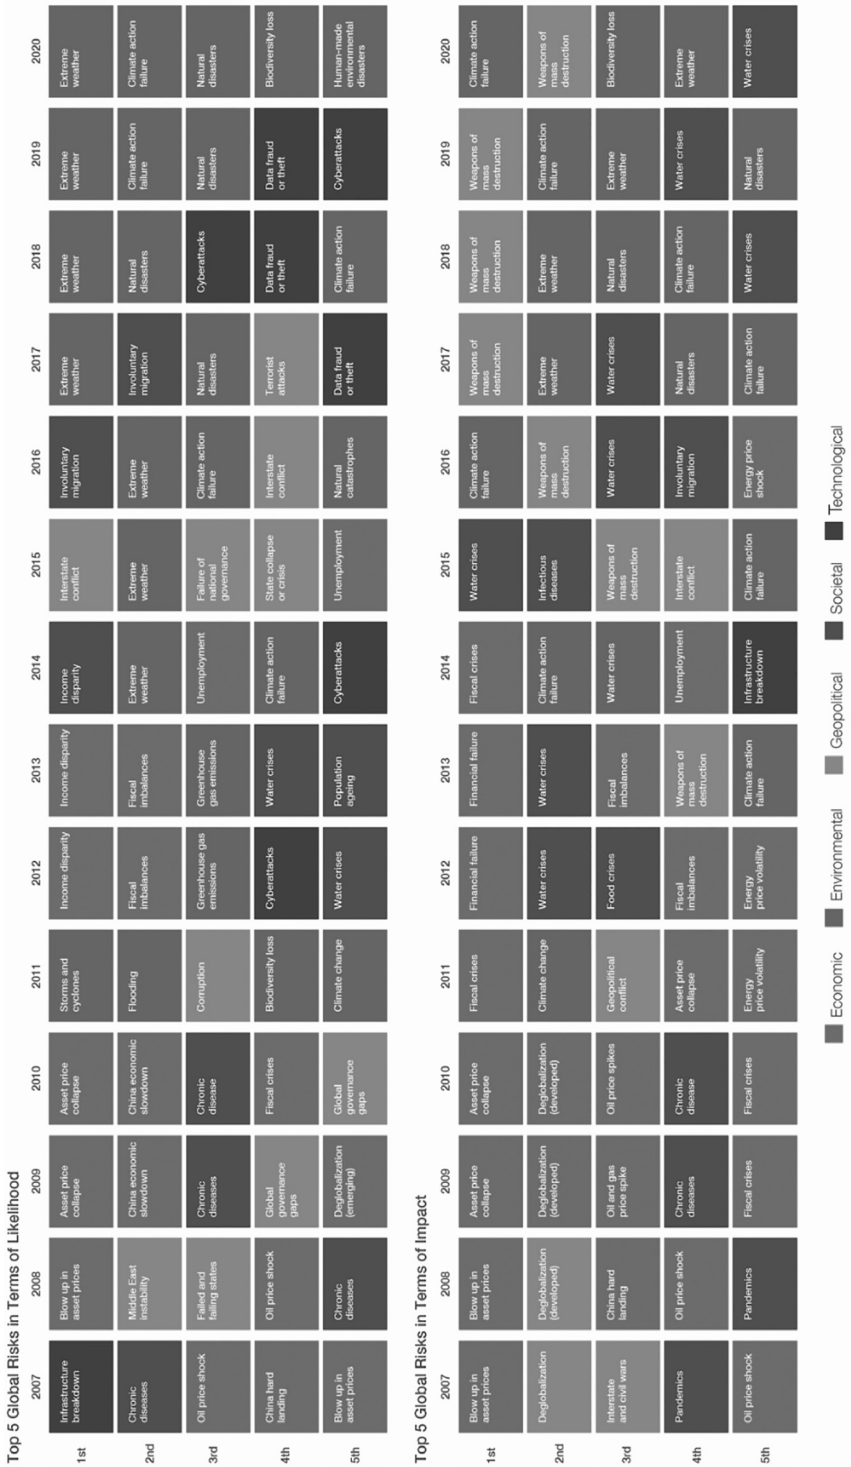 Top 5 Global Risks in Terms of Likelihood
2007 2008 2009 2010 2011 2012 2013 2014 2015 2016 2017 2018 2019 2020
1st
Infrastructure
breakdown
Blow up in
asset prices
Asset price
collapse
Asset price
collapse
Storms and
cyclones
Income disparity
Income disparity
Income
disparity
Interstate
conflict
Involuntary
migration
Extreme
weather
Extreme
weather
Extreme
weather
Extreme
weather
2nd
Chronic
diseases
Middle East
instability
China economic
slowdown
China economic
slowdown
Flooding
Fiscal
imbalances
Fiscal
imbalances
Extreme
weather
Extreme
weather
Extreme
weather
Involuntary
migration
Natural
disasters
Climate action
failure
Climate action
failure
3rd
Oil price shock
Failed and
failing states
Chronic
diseases
Chronic
disease
Corruption
Greenhouse gas
emissions
Greenhouse
gas emissions
Unemployment
Failure of
national
governance
Climate action
failure
Natural
disasters
Cyberattacks
Natural
disasters
Natural
disasters
4th
China hard
landing
Oil price shock
Global
governance
gaps
Fiscal crises
Biodiversity loss
Cyberattacks
Water crises
Climate action
failure
State collapse
or crisis
Interstate
conflict
Terrorist
attacks
Data fraud
or theft
Data fraud
or theft
Biodiversity loss
5th
Blow up in
asset prices
Chronic
diseases
Deglobalization
(emerging)
Global
governance
gaps
Climate change
Water crises
Population
ageing
Cyberattacks
Unemployment
Natural
catastrophes
Data fraud
or theft
Climate action
failure
Cyberattacks
Human-made
environmental
disasters
Top 5 Global Risks in Terms of Impact
2007 2008 2009 2010 2011 2012 2013 2014 2015 2016 2017 2018 2019 2020
1st
Blow up in
asset prices
Blow up in
asset prices
Asset price
collapse
Asset price
collapse
Fiscal crises
Financial failure
Financial failure
Fiscal crises
Water crises
Climate action
failure
Weapons of
mass
destruction
Weapons of
mass
destruction
Weapons of
mass
destruction
Climate action
failure
2nd
Deglobalization
Deglobalization
(developed)
Deglobalization
(developed)
Deglobalization
(developed)
Climate change
Water crises
Water crises
Climate action
failure
Infectious
diseases
Weapons of
mass
destruction
Extreme
weather
Extreme
weather
Climate action
failure
Weapons of
mass
destruction
3rd
Interstate
and civil wars
China hard
landing
Oil and gas
price spike
Oil price spikes
Geopolitical
conflict
Food crises
Fiscal
imbalances
Water crises
Weapons of
mass
destruction
Water crises
Water crises
Natural
disasters
Extreme
weather
Biodiversity loss
4th
Pandemics
Oil price shock
Chronic
diseases
Chronic
disease
Asset price
collapse
Fiscal
imbalances
Weapons of
mass
destruction
Unemployment
Interstate
conflict
Involuntary
migration
Natural
disasters
Climate action
failure
Water crises
Extreme
weather
5th
Oil price shock
Pandemics
Fiscal crises
Fiscal crises
Energy
price volatility
Energy
price volatility
Climate action
failure
Infrastructure
breakdown
Climate action
failure
Energy price
shock
Climate action
failure
Water crises
Natural
disasters
Water crises
Economic Environmental Geopolitical Societal Technological